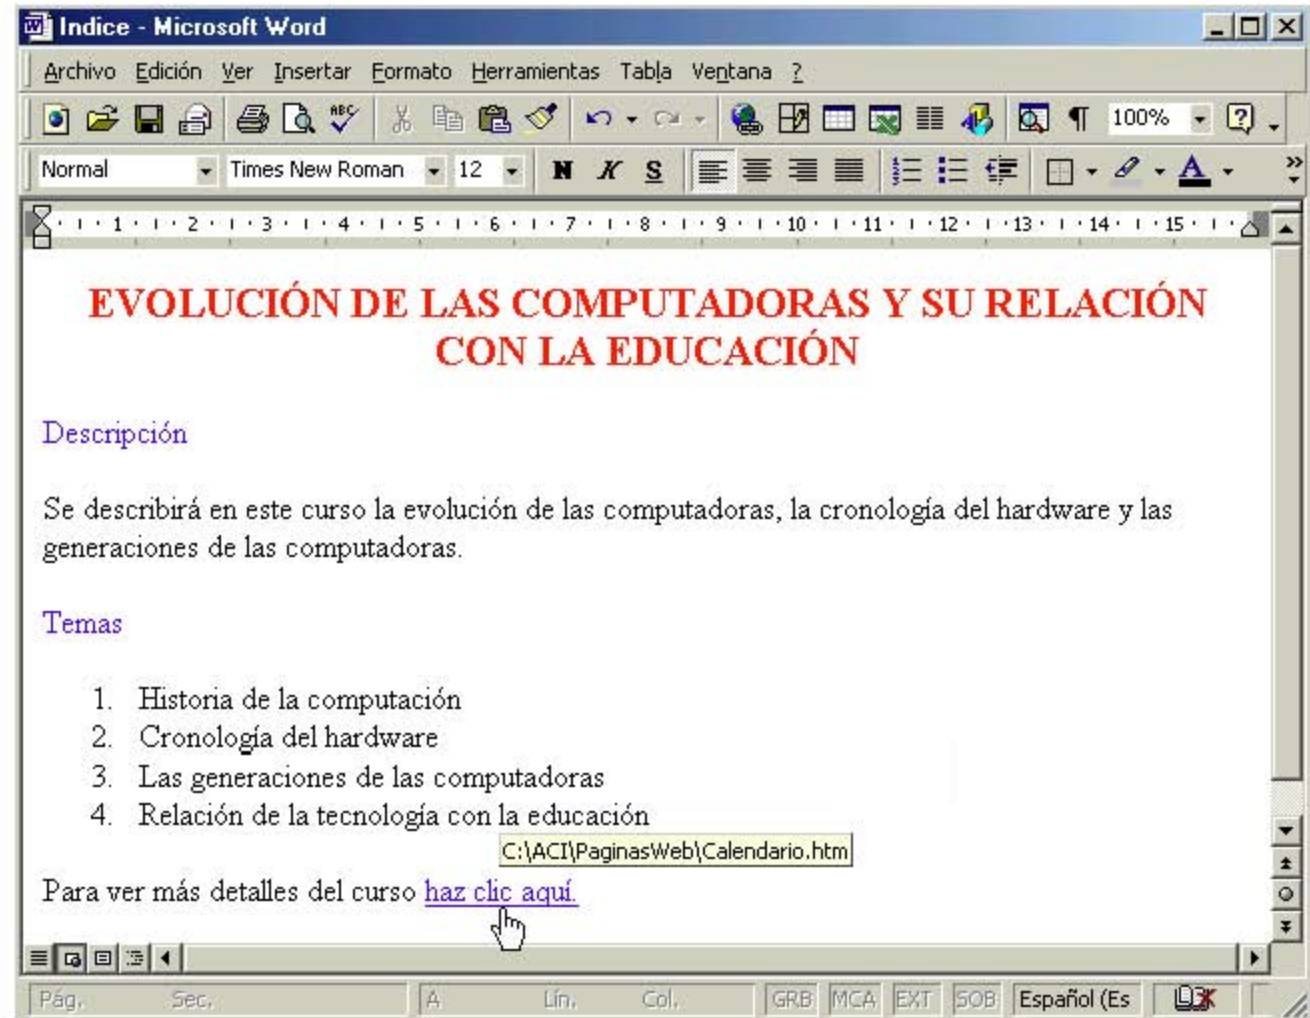 Indice - Microsoft Word
Archivo Edición Ver Insertar Formato Herramientas Tabla Ventana ?
ABC 100%
Normal Times New Roman 12 N K S
1 2 3 4 5 6 7 8 9 10 11 12 13 14 15
EVOLUCIÓN DE LAS COMPUTADORAS Y SU RELACIÓN
CON LA EDUCACIÓN
Descripción
Se describirá en este curso la evolución de las computadoras, la cronología del hardware y las
generaciones de las computadoras.
Temas
1. Historia de la computación
2. Cronología del hardware
3. Las generaciones de las computadoras
4. Relación de la tecnología con la educación
C:\ACI\PaginasWeb\Calendario.htm
Para ver más detalles del curso haz clic aquí.
Pág. Sec. A Lín. Col. GRB MCA EXT SOB Español (Es